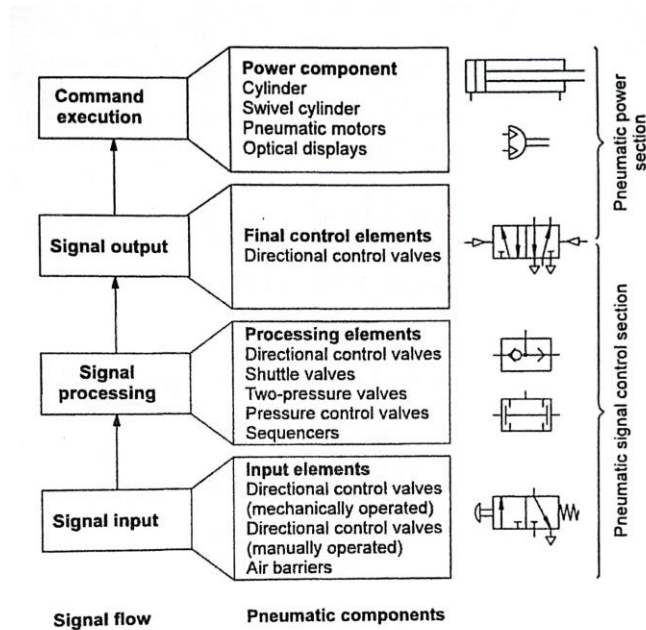 Command
execution
Power component
Cylinder
Swivel cylinder
Pneumatic motors
Optical displays
Pneumatic power
section
Signal output
Final control elements
Directional control valves
Signal
processing
Processing elements
Directional control valves
Shuttle valves
Two-pressure valves
Pressure control valves
Sequencers
Pneumatic signal control section
Signal input
Input elements
Directional control valves
(mechanically operated)
Directional control valves
(manually operated)
Air barriers
Signal flow
Pneumatic components